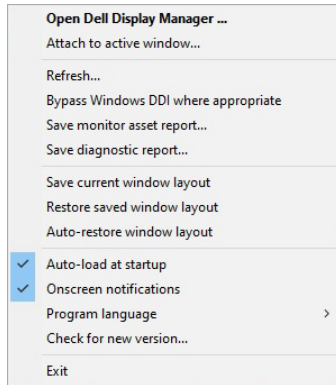 Open Dell Display Manager ...
Attach to active window...
Refresh...
Bypass Windows DDI where appropriate
Save monitor asset report...
Save diagnostic report...
Save current window layout
Restore saved window layout
Auto-restore window layout
Auto-load at startup
Onscreen notifications
Program language
Check for new version...
Exit